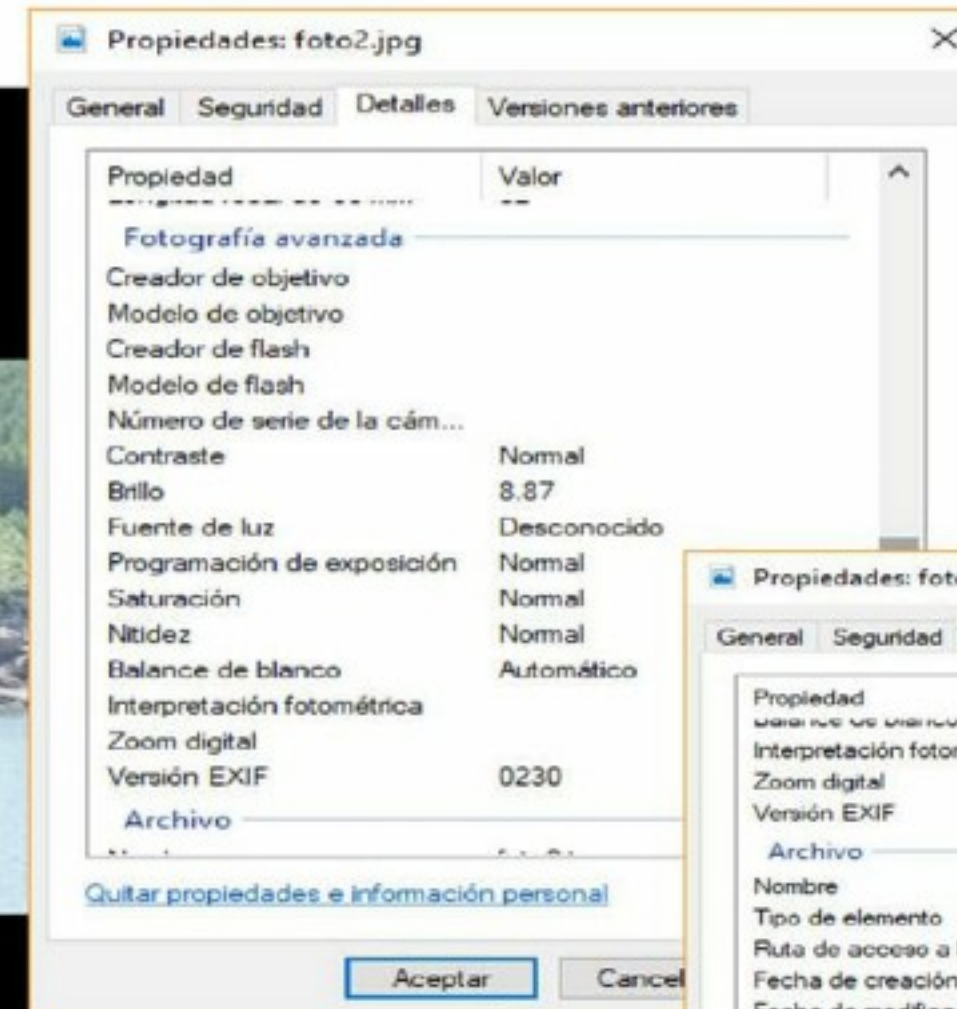 Propiedades: foto2.jpg
General Seguridad Detalles Versiones anteriores
Propiedad Valor
Fotografía avanzada
Creador de objetivo
Modelo de objetivo
Creador de flash
Modelo de flash
Número de serie de la cám...
Contraste Normal
Brillo 8.87
Fuente de luz Desconocido
Programación de exposición Normal
Saturación Normal
Nitidez Normal
Balance de blanco Automático
Interpretación fotométrica
Zoom digital
Versión EXIF 0230
Archivo
Quitar propiedades e información personal
Aceptar Cancel
Propiedades: foto
General Seguridad
Propiedad
Interpretación fotor
Zoom digital
Versión EXIF
Archivo
Nombre
Tipo de elemento
Ruta de acceso a
Fecha de creación